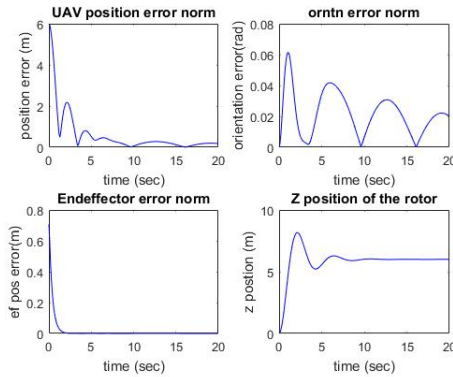 UAV position error norm
position error (m)
6
4
2
0
0 5 10 15 20
time (sec)
orntn error norm
orientation error(rad)
0.08
0.06
0.04
0.02
0
0 5 10 15 20
time (sec)
Endeffector error norm
ef pos error(m)
0.8
0.6
0.4
0.2
0
0 5 10 15 20
time (sec)
Z position of the rotor
z postion (m)
10
5
0
0 5 10 15 20
time (sec)